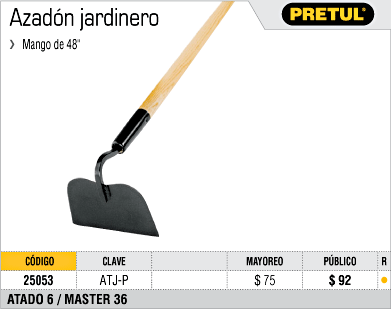 Azadón jardinero
PRETUL®
❯ Mango de 48"
CÓDIGO CLAVE MAYOREO PÚBLICO R
25053 ATJ-P $ 75 $ 92
ATADO 6 / MASTER 36